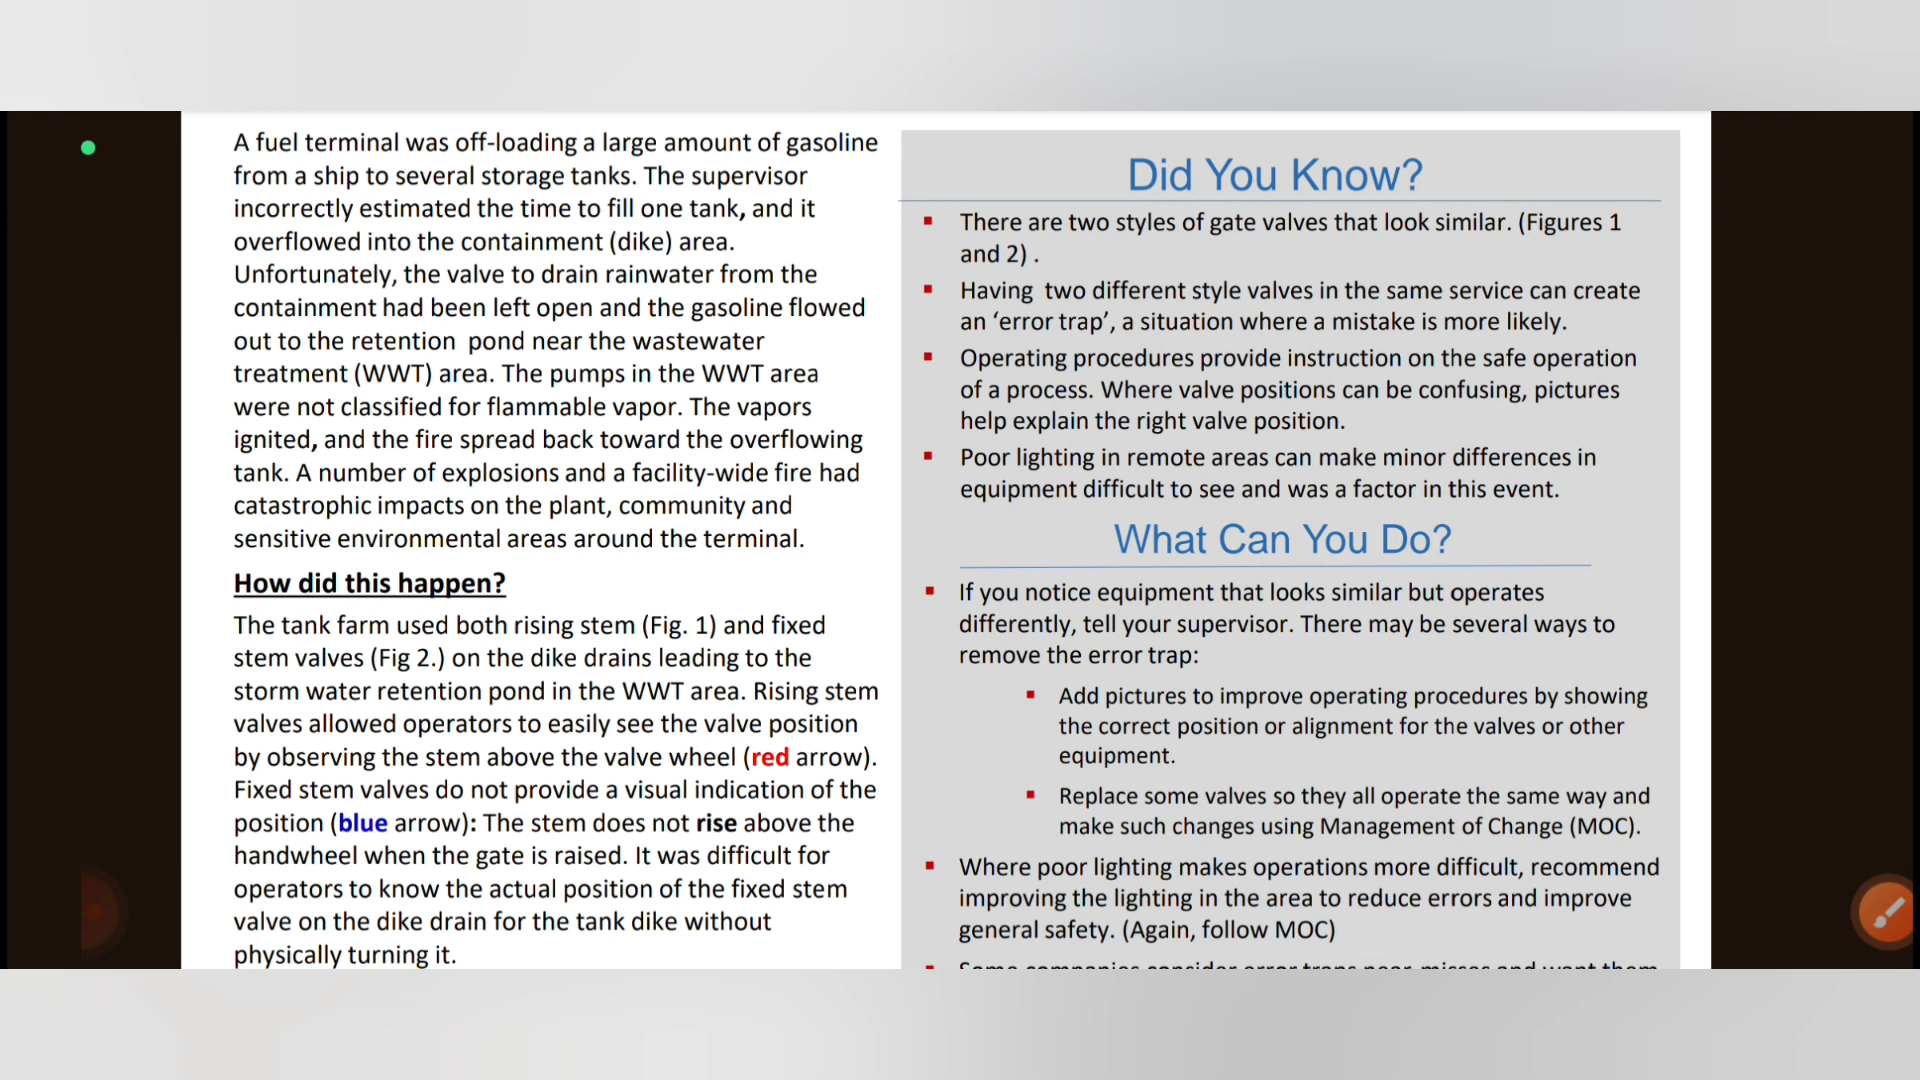 A fuel terminal was off-loading a large amount of gasoline
from a ship to several storage tanks. The supervisor
incorrectly estimated the time to fill one tank, and it
overflowed into the containment (dike) area.
Unfortunately, the valve to drain rainwater from the
containment had been left open and the gasoline flowed
out to the retention pond near the wastewater
treatment (WWT) area. The pumps in the WWT area
were not classified for flammable vapor. The vapors
ignited, and the fire spread back toward the overflowing
tank. A number of explosions and a facility-wide fire had
catastrophic impacts on the plant, community and
sensitive environmental areas around the terminal.
How did this happen?
The tank farm used both rising stem (Fig. 1) and fixed
stem valves (Fig 2.) on the dike drains leading to the
storm water retention pond in the WWT area. Rising stem
valves allowed operators to easily see the valve position
by observing the stem above the valve wheel (red arrow).
Fixed stem valves do not provide a visual indication of the
position (blue arrow): The stem does not rise above the
handwheel when the gate is raised. It was difficult for
operators to know the actual position of the fixed stem
valve on the dike drain for the tank dike without
physically turning it.
Did You Know?
There are two styles of gate valves that look similar. (Figures 1
and 2) .
Having two different style valves in the same service can create
an ‘error trap’, a situation where a mistake is more likely.
Operating procedures provide instruction on the safe operation
of a process. Where valve positions can be confusing, pictures
help explain the right valve position.
Poor lighting in remote areas can make minor differences in
equipment difficult to see and was a factor in this event.
What Can You Do?
If you notice equipment that looks similar but operates
differently, tell your supervisor. There may be several ways to
remove the error trap:
Add pictures to improve operating procedures by showing
the correct position or alignment for the valves or other
equipment.
Replace some valves so they all operate the same way and
make such changes using Management of Change (MOC).
Where poor lighting makes operations more difficult, recommend
improving the lighting in the area to reduce errors and improve
general safety. (Again, follow MOC)
Some companies consider error traps near-misses and want them